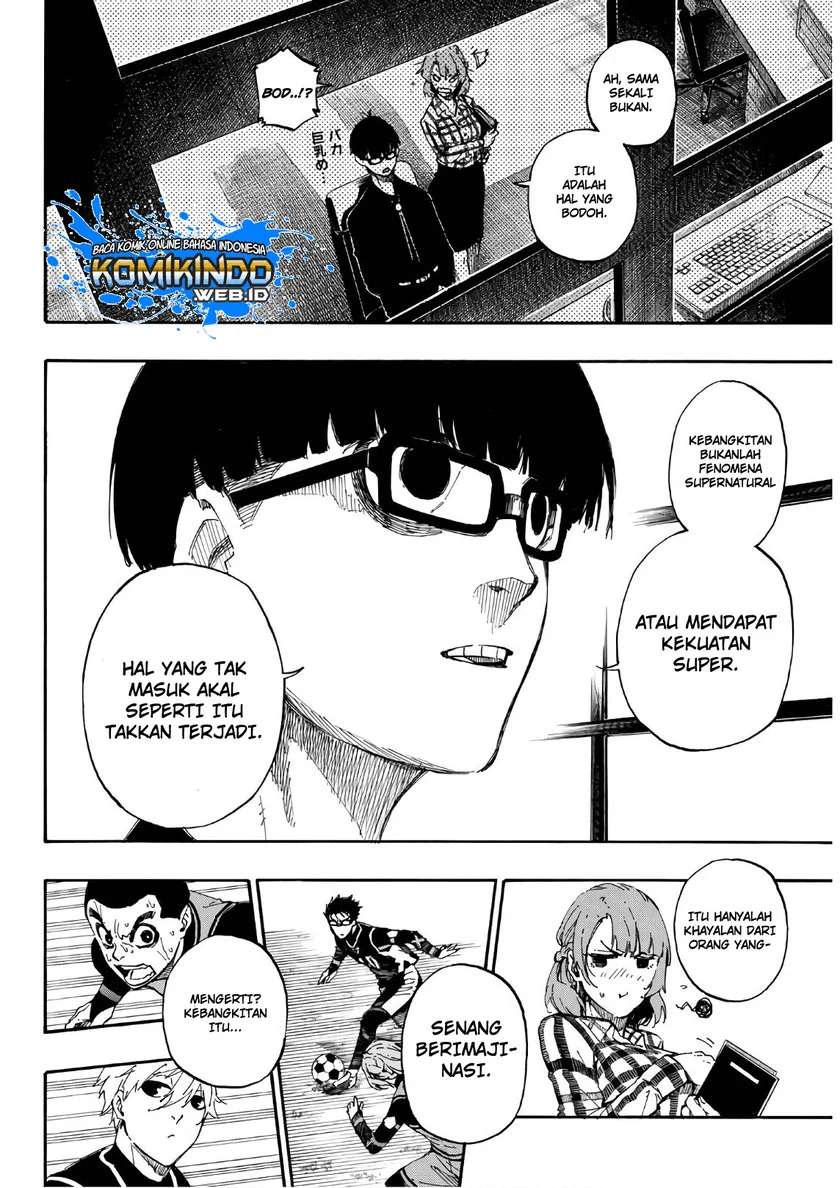 AH, SAMA
SEKALI
BUKAN.
ITU
ADALAH
HAL YANG
BODOH.
BOD..!?
バカ
巨乳め…
BACA KOMIK ONLINE BAHASA INDONESIA
KOMIKINDO
WEB.ID
KEBANGKITAN
BUKANLAH
FENOMENA
SUPERNATURAL
ATAU MENDAPAT
KEKUATAN
SUPER.
HAL YANG TAK
MASUK AKAL
SEPERTI ITU
TAKKAN TERJADI.
ITU HANYALAH
KHAYALAN DARI
ORANG YANG-
SENANG
BERIMAJI-
NASI.
MENGERTI?
KEBANGKITAN
ITU...